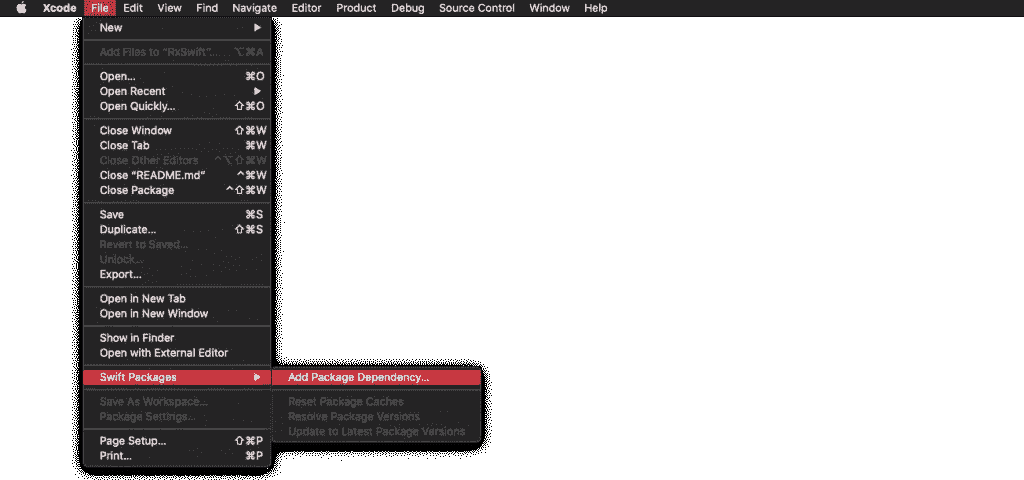 Xcode File Edit View Find Navigate Editor Product Debug Source Control Window Help
New
Add Files to “RxSwift”... ⌥⌘A
Open... ⌘O
Open Recent
Open Quickly... ⇧⌘O
Close Window ⇧⌘W
Close Tab ⌘W
Close Other Editors ^⌥⇧⌘W
Close “README.md” ^⌘W
Close Package ^⇧⌘W
Save ⌘S
Duplicate... ⇧⌘S
Revert to Saved...
Unlock...
Export...
Open in New Tab
Open in New Window
Show in Finder
Open with External Editor
Swift Packages Add Package Dependency...
Save As Workspace... Reset Package Caches
Package Settings... Resolve Package Versions
Update to Latest Package Versions
Page Setup... ⇧⌘P
Print... ⌘P